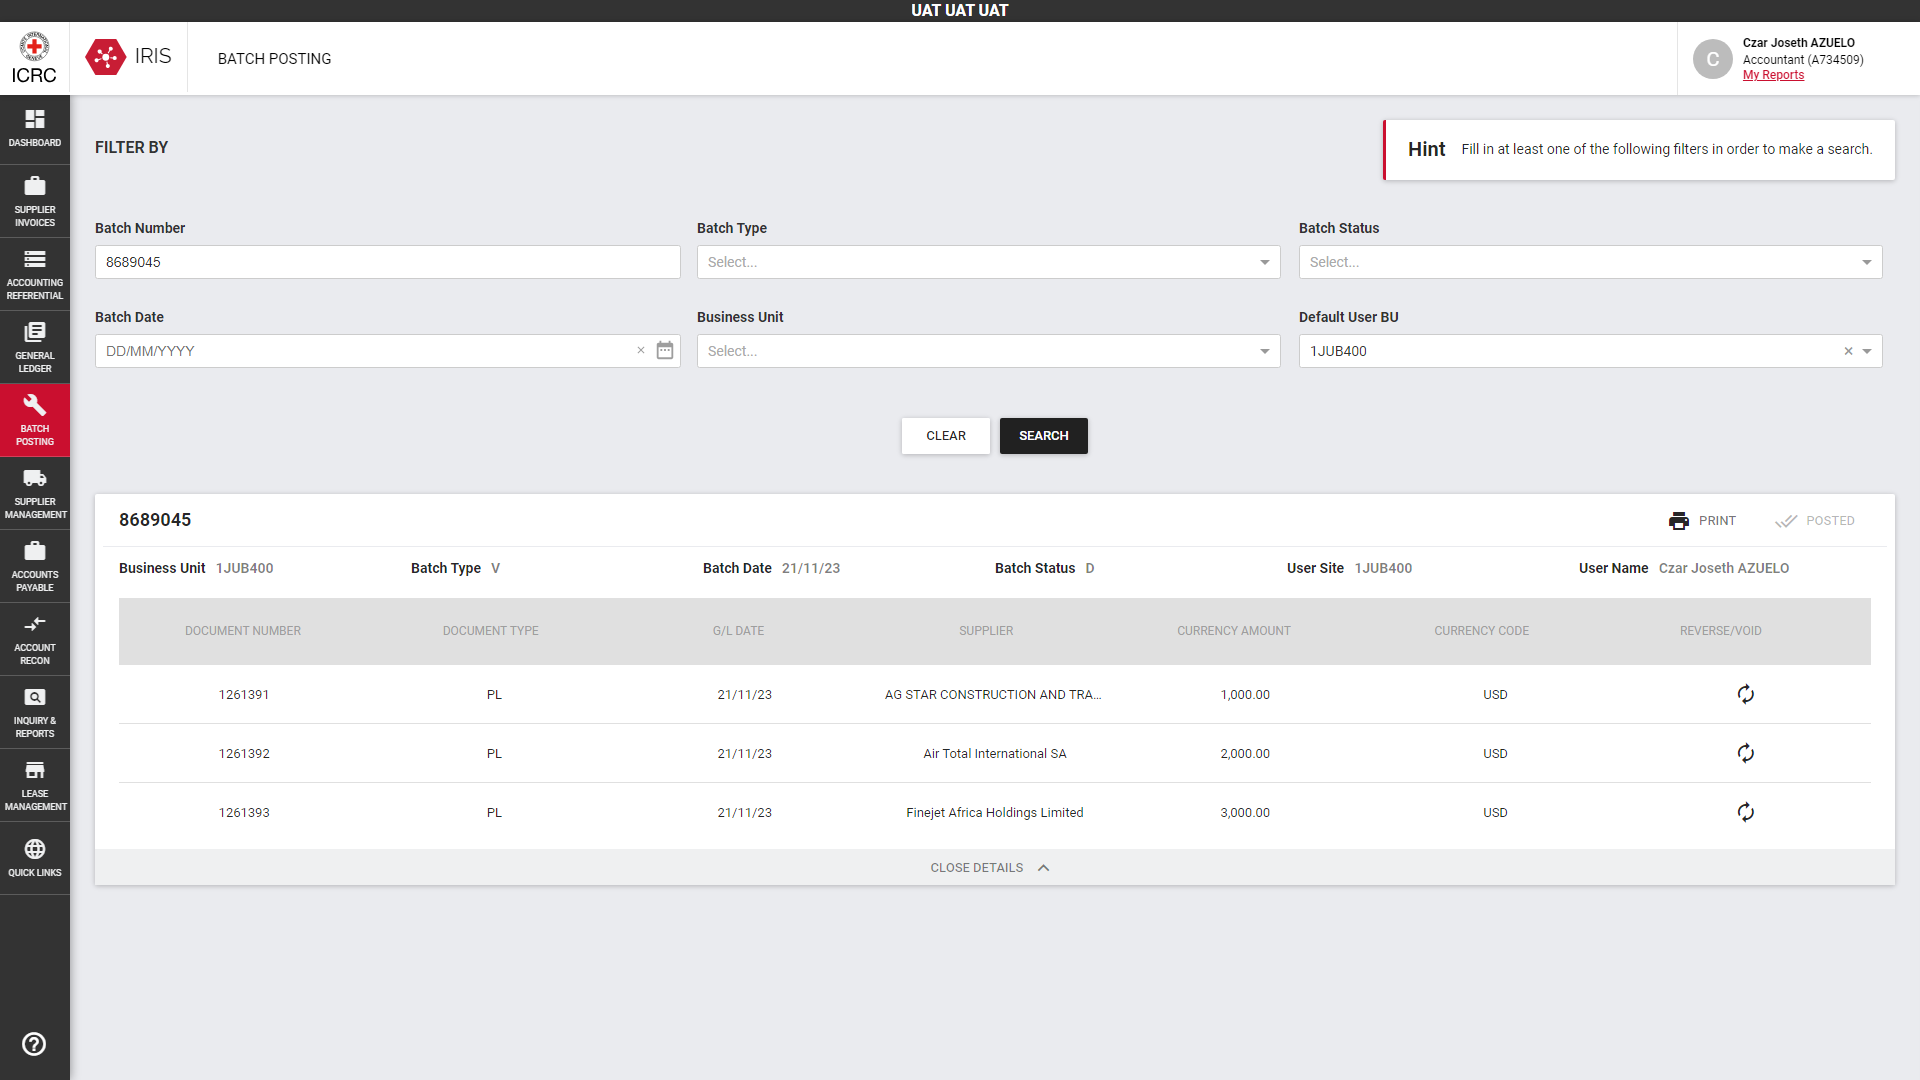 UAT UAT UAT
ICRC
IRIS
BATCH POSTING
C
Czar Joseth AZUELO
Accountant (A734509)
My Reports
DASHBOARD
SUPPLIER
INVOICES
ACCOUNTING
REFERENTIAL
GENERAL
LEDGER
BATCH
POSTING
SUPPLIER
MANAGEMENT
ACCOUNTS
PAYABLE
ACCOUNT
RECON
INQUIRY &
REPORTS
LEASE
MANAGEMENT
QUICK LINKS
FILTER BY
Hint Fill in at least one of the following filters in order to make a search.
Batch Number Batch Type Batch Status
8689045 Select... Select...
Batch Date Business Unit Default User BU
DD/MM/YYYY Select... 1JUB400
CLEAR SEARCH
8689045 PRINT POSTED
Business Unit 1JUB400 Batch Type V Batch Date 21/11/23 Batch Status D User Site 1JUB400 User Name Czar Joseth AZUELO
DOCUMENT NUMBER DOCUMENT TYPE G/L DATE SUPPLIER CURRENCY AMOUNT CURRENCY CODE REVERSE/VOID
1261391 PL 21/11/23 AG STAR CONSTRUCTION AND TRA... 1,000.00 USD
1261392 PL 21/11/23 Air Total International SA 2,000.00 USD
1261393 PL 21/11/23 Finejet Africa Holdings Limited 3,000.00 USD
CLOSE DETAILS